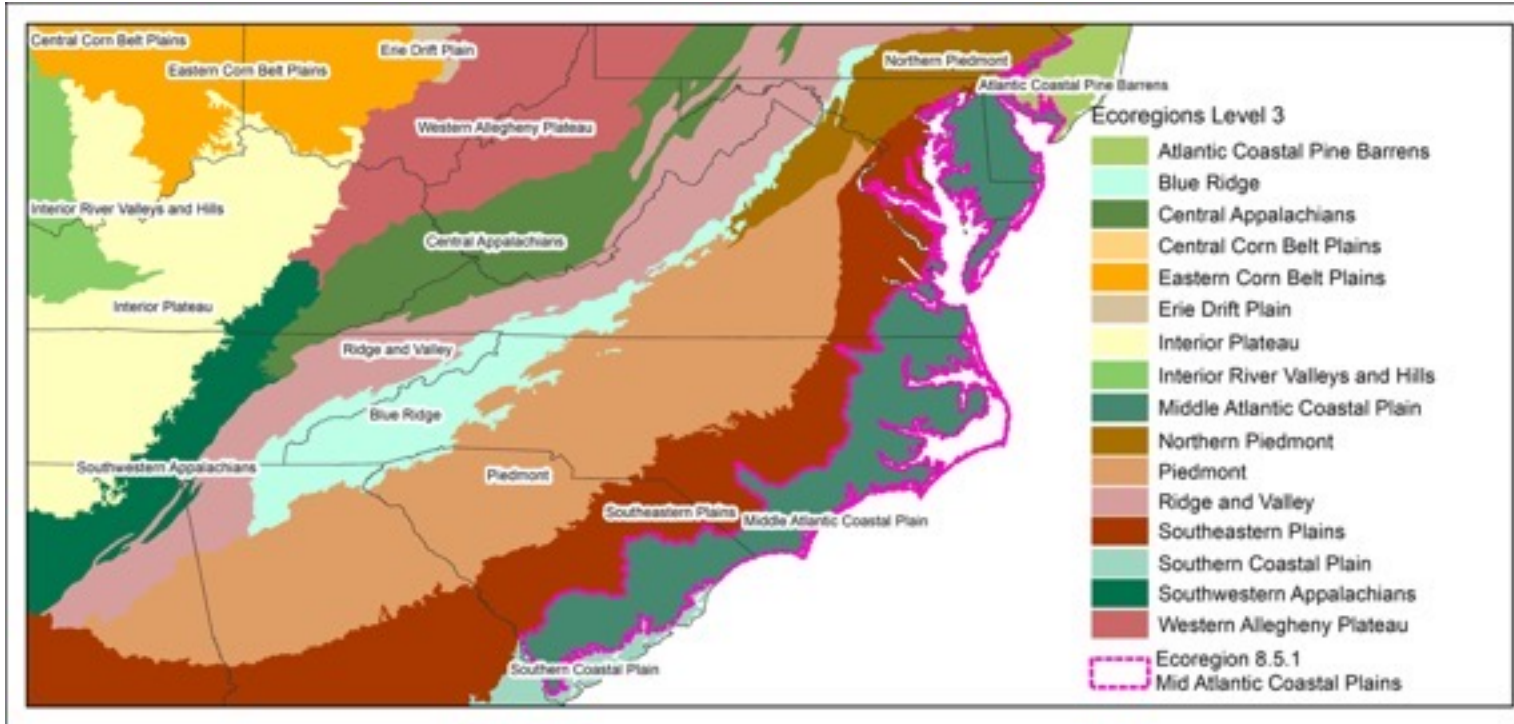 Central Corn Belt Plains
Erie Drift Plain
Eastern Corn Belt Plains
Northern Piedmont
Atlantic Coastal Pine Barrens
Western Allegheny Plateau
Interior River Valleys and Hills
Central Appalachians
Interior Plateau
Ridge and Valley
Blue Ridge
Southwestern Appalachians
Piedmont
Southeastern Plains
Middle Atlantic Coastal Plain
Southern Coastal Plain
Ecoregions Level 3
Atlantic Coastal Pine Barrens
Blue Ridge
Central Appalachians
Central Corn Belt Plains
Eastern Corn Belt Plains
Erie Drift Plain
Interior Plateau
Interior River Valleys and Hills
Middle Atlantic Coastal Plain
Northern Piedmont
Piedmont
Ridge and Valley
Southeastern Plains
Southern Coastal Plain
Southwestern Appalachians
Western Allegheny Plateau
Ecoregion 8.5.1
Mid Atlantic Coastal Plains